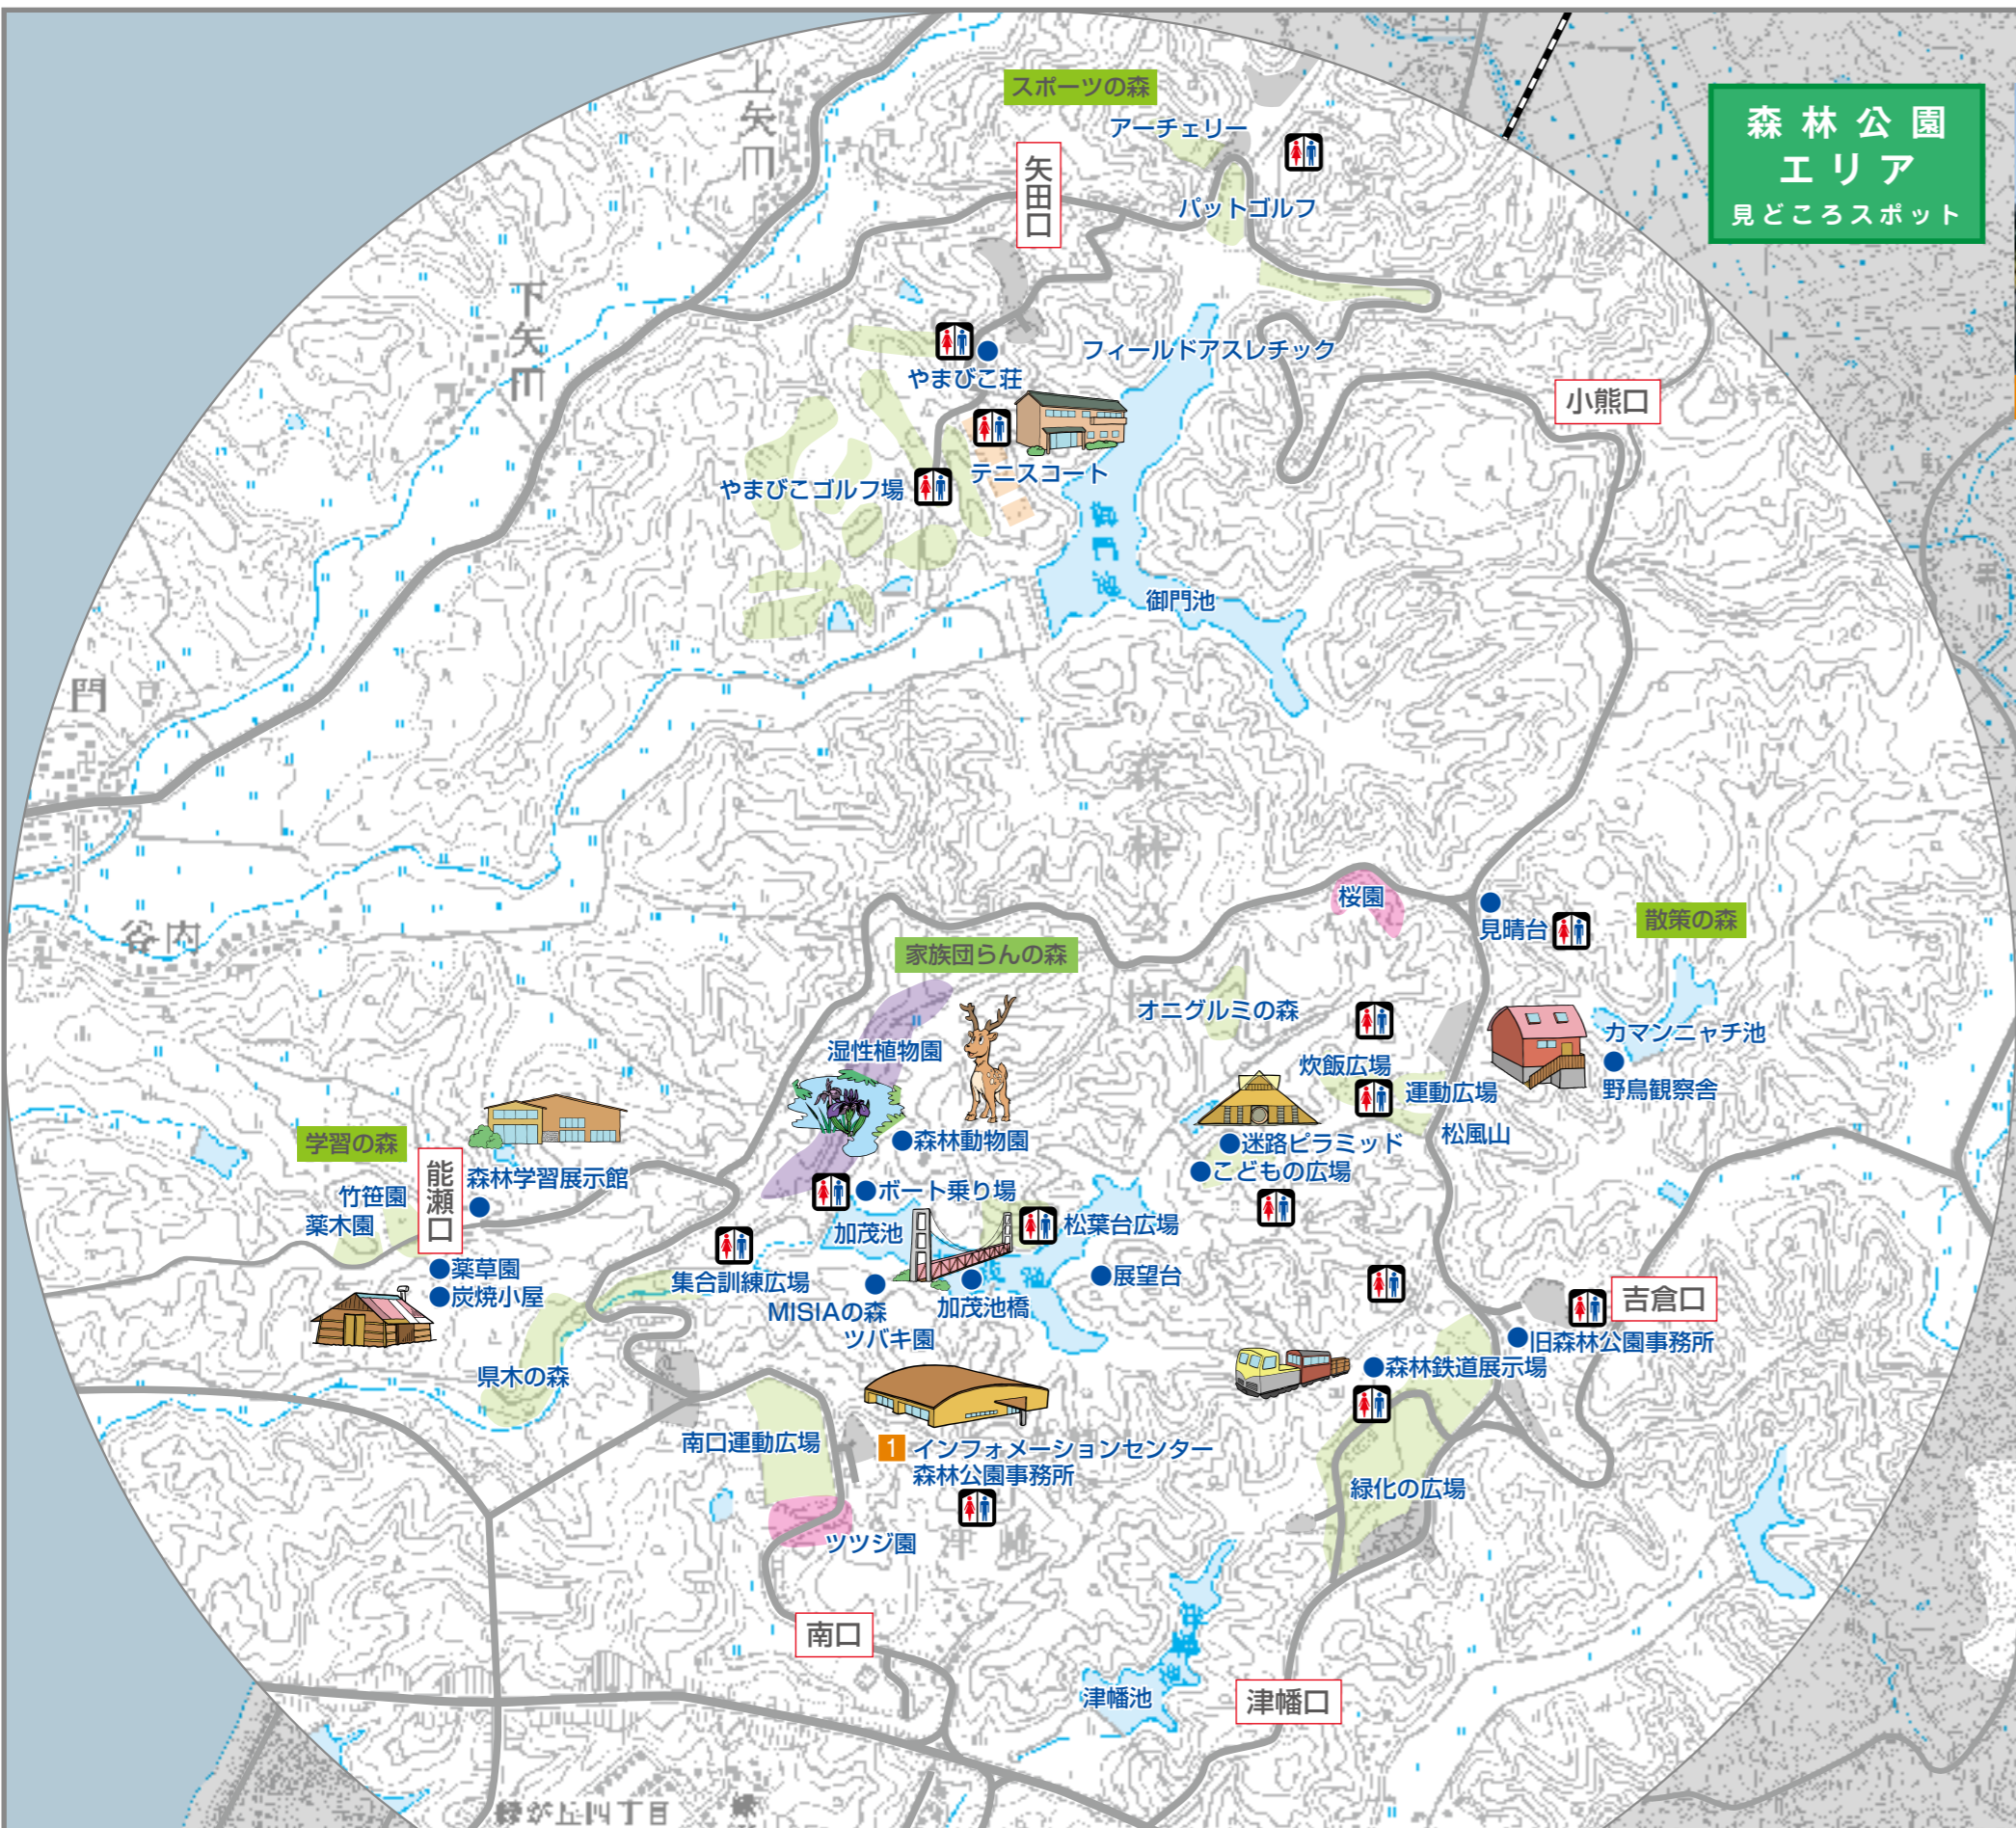 森林公園
エリア
見どころスポット
スポーツの森
アーチェリー
矢田口
パットゴルフ
上矢田
下矢田
フィールドアスレチック
やまびこ荘
小熊口
テニスコート
やまびこゴルフ場
御門池
門
森林
谷内
桜園
見晴台
散策の森
家族団らんの森
オニグルミの森
カマンニャチ池
湿性植物園
炊飯広場
野鳥観察舎
運動広場
松風山
森林動物園
迷路ピラミッド
こどもの広場
学習の森
能瀬口
森林学習展示館
竹笹園
薬木園
ボート乗り場
加茂池
松葉台広場
薬草園
炭焼小屋
集合訓練広場
展望台
MISIAの森
加茂池橋
ツバキ園
吉倉口
旧森林公園事務所
県木の森
森林鉄道展示場
南口運動広場
1 インフォメーションセンター
森林公園事務所
緑化の広場
ツツジ園
南口
津幡池
津幡口
緑が丘四丁目